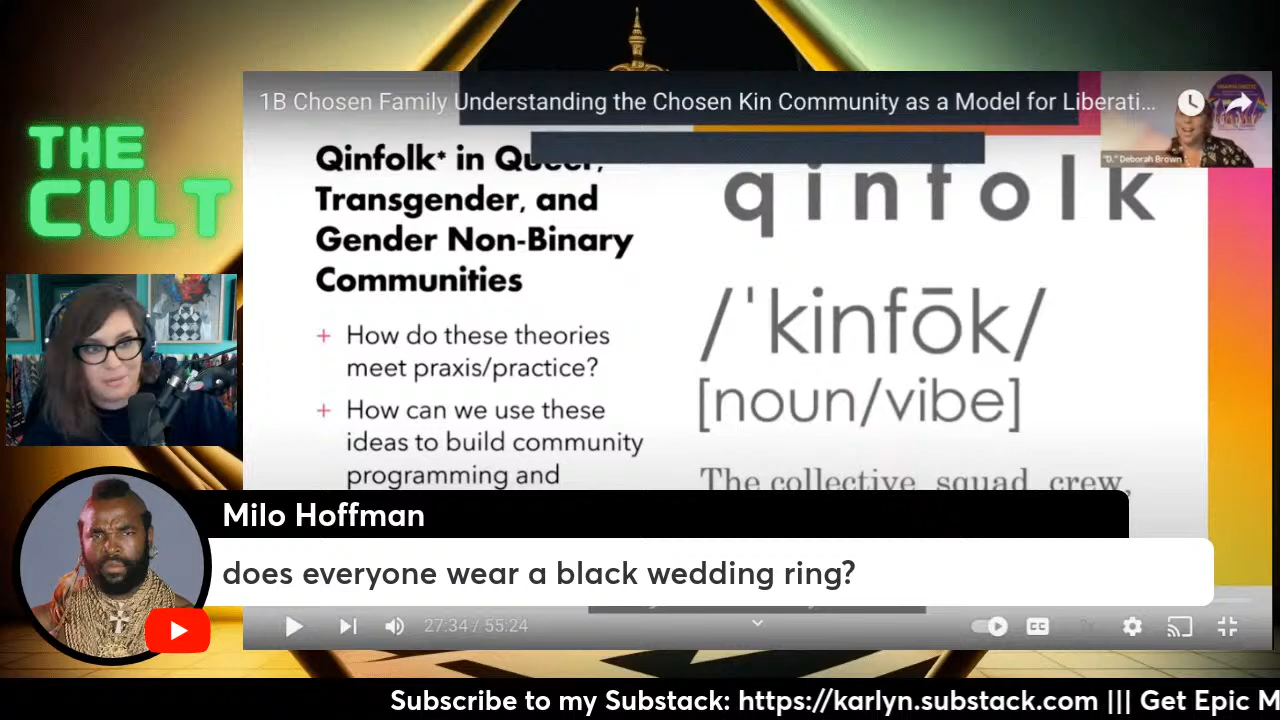 THE
CULT
1B Chosen Family Understanding the Chosen Kin Community as a Model for Liberati...
"D." Deborah Brown
Qinfolk* in Queer,
Transgender, and
Gender Non-Binary
Communities
+ How do these theories
meet praxis/practice?
+ How can we use these
ideas to build community
programming and
qinfolk
/ˈkinfōk/
[noun/vibe]
The collective, squad, crew,
Milo Hoffman
does everyone wear a black wedding ring?
27:34 / 55:24
CC
Subscribe to my Substack: https://karlyn.substack.com ||| Get Epic M